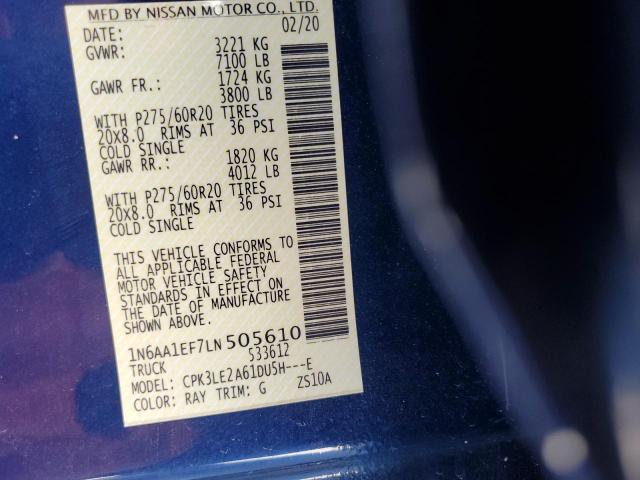 MFD BY NISSAN MOTOR CO., LTD.
DATE: 02/20
GVWR: 3221 KG
7100 LB
GAWR FR.: 1724 KG
3800 LB
WITH P275/60R20 TIRES
20X8.0 RIMS AT 36 PSI
COLD SINGLE
GAWR RR.: 1820 KG
4012 LB
WITH P275/60R20 TIRES
20X8.0 RIMS AT 36 PSI
COLD SINGLE
THIS VEHICLE CONFORMS TO
ALL APPLICABLE FEDERAL
MOTOR VEHICLE SAFETY
STANDARDS IN EFFECT ON
THE DATE OF MANUFACTURE
SHOWN ABOVE.
1N6AA1EF7LN505610
TRUCK 533612
MODEL: CPK3LE2A61DU5H---E
COLOR: RAY TRIM: G ZS10A